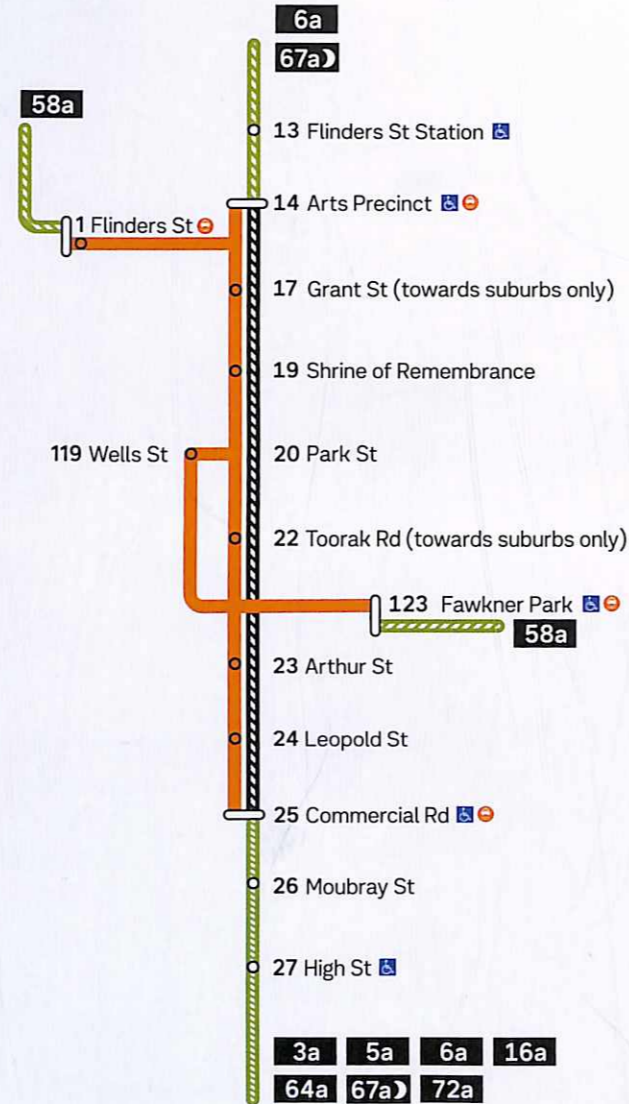 6a
67a
58a
13 Flinders St Station
14 Arts Precinct
1 Flinders St
17 Grant St (towards suburbs only)
19 Shrine of Remembrance
119 Wells St
20 Park St
22 Toorak Rd (towards suburbs only)
123 Fawkner Park
58a
23 Arthur St
24 Leopold St
25 Commercial Rd
26 Moubray St
27 High St
3a 5a 6a 16a
64a 67a 72a